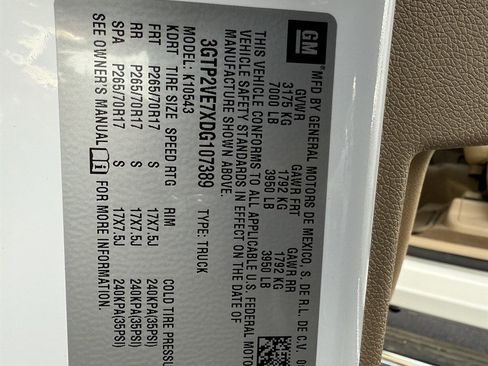 GM
MFD BY GENERAL MOTORS DE MEXICO S. DE R.L. DE C.V.
GVWR GAWR FRT GAWR RR
3175 KG 1792 KG 1792 KG
7000 LB 3950 LB 3950 LB
THIS VEHICLE CONFORMS TO ALL APPLICABLE U.S. FEDERAL MOTOR
VEHICLE SAFETY STANDARDS IN EFFECT ON THE DATE OF
MANUFACTURE SHOWN ABOVE.
3GTP2VE7XDG107389 TYPE: TRUCK
MODEL: K10543
KDRT TIRE SIZE SPEED RTG RIM COLD TIRE PRESSU
FRT P265/70R17 S 17X7.5J 240KPA(35PSI)
RR P265/70R17 S 17X7.5J 240KPA(35PSI)
SPA P265/70R17 S 17X7.5J 240KPA(35PSI)
SEE OWNER'S MANUAL FOR MORE INFORMATION.